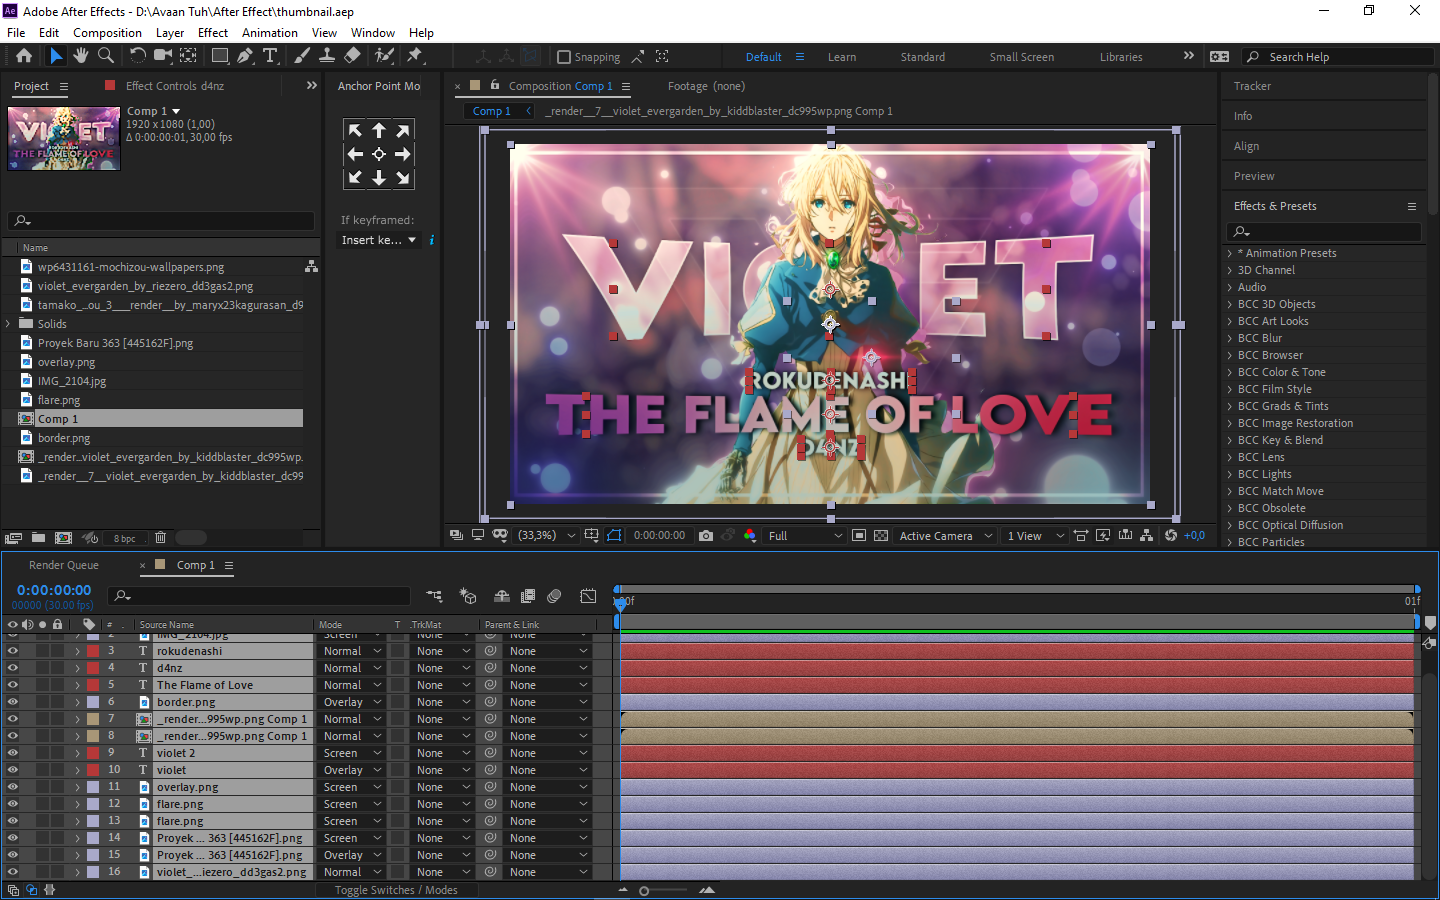 Ae Adobe After Effects - D:\Avaan Tuh\After Effect\thumbnail.aep
File Edit Composition Layer Effect Animation View Window Help
Snapping
Default Learn Standard Small Screen Libraries
Search Help
Project
Effect Controls d4nz
Comp 1
1920 x 1080 (1,00)
Δ 0:00:00:01, 30,00 fps
Name
wp6431161-mochizou-wallpapers.png
violet_evergarden_by_riezero_dd3gas2.png
tamako_._ou_3___render__by_maryx23kagurasan_d9
Solids
Proyek Baru 363 [445162F].png
overlay.png
IMG_2104.jpg
flare.png
Comp 1
border.png
_render_.violet_evergarden_by_kiddblaster_dc995wp.
_render__7__violet_evergarden_by_kiddblaster_dc99
8 bpc
Anchor Point Mo
If keyframed:
Insert ke...
Composition Comp 1
Footage (none)
Comp 1
_render__7__violet_evergarden_by_kiddblaster_dc995wp.png Comp 1
ROKUDENASHI
THE FLAME OF LOVE
D4NZ
(33,3%) 0:00:00:00 Full Active Camera 1 View +0,0
Tracker
Info
Align
Preview
Effects & Presets
* Animation Presets
3D Channel
Audio
BCC 3D Objects
BCC Art Looks
BCC Blur
BCC Browser
BCC Color & Tone
BCC Film Style
BCC Grads & Tints
BCC Image Restoration
BCC Key & Blend
BCC Lens
BCC Lights
BCC Match Move
BCC Obsolete
BCC Optical Diffusion
BCC Particles
Render Queue
Comp 1
0:00:00:00
00000 (30.00 fps)
00f 01f
# Source Name Mode T .TrkMat Parent & Link
2 IMG_2104.jpg Screen None None
3 T rokudenashi Normal None None
4 T d4nz Normal None None
5 T The Flame of Love Normal None None
6 border.png Overlay None None
7 _render...995wp.png Comp 1 Normal None None
8 _render...995wp.png Comp 1 Normal None None
9 T violet 2 Screen None None
10 T violet Overlay None None
11 overlay.png Screen None None
12 flare.png Screen None None
13 flare.png Screen None None
14 Proyek ... 363 [445162F].png Screen None None
15 Proyek ... 363 [445162F].png Overlay None None
16 violet_...iezero_dd3gas2.png Normal None None
Toggle Switches / Modes